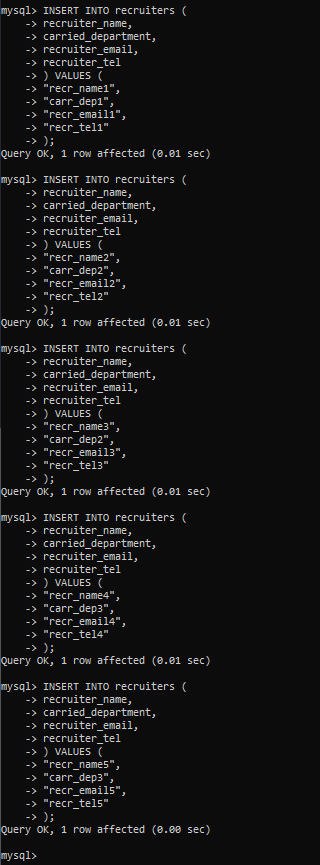 mysql> INSERT INTO recruiters (
    -> recruiter_name,
    -> carried_department,
    -> recruiter_email,
    -> recruiter_tel
    -> ) VALUES (
    -> "recr_name1",
    -> "carr_dep1",
    -> "recr_email1",
    -> "recr_tel1"
    -> );
Query OK, 1 row affected (0.01 sec)

mysql> INSERT INTO recruiters (
    -> recruiter_name,
    -> carried_department,
    -> recruiter_email,
    -> recruiter_tel
    -> ) VALUES (
    -> "recr_name2",
    -> "carr_dep2",
    -> "recr_email2",
    -> "recr_tel2"
    -> );
Query OK, 1 row affected (0.01 sec)

mysql> INSERT INTO recruiters (
    -> recruiter_name,
    -> carried_department,
    -> recruiter_email,
    -> recruiter_tel
    -> ) VALUES (
    -> "recr_name3",
    -> "carr_dep2",
    -> "recr_email3",
    -> "recr_tel3"
    -> );
Query OK, 1 row affected (0.01 sec)

mysql> INSERT INTO recruiters (
    -> recruiter_name,
    -> carried_department,
    -> recruiter_email,
    -> recruiter_tel
    -> ) VALUES (
    -> "recr_name4",
    -> "carr_dep3",
    -> "recr_email4",
    -> "recr_tel4"
    -> );
Query OK, 1 row affected (0.01 sec)

mysql> INSERT INTO recruiters (
    -> recruiter_name,
    -> carried_department,
    -> recruiter_email,
    -> recruiter_tel
    -> ) VALUES (
    -> "recr_name5",
    -> "carr_dep3",
    -> "recr_email5",
    -> "recr_tel5"
    -> );
Query OK, 1 row affected (0.00 sec)

mysql>